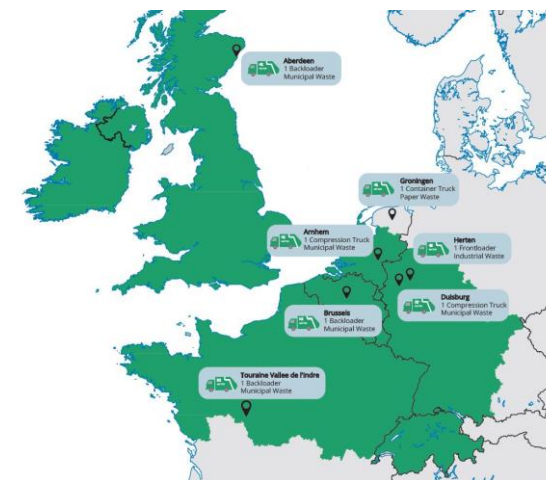 Aberdeen
1 Backloader
Municipal Waste
Groningen
1 Container Truck
Paper Waste
Arnhem
1 Compression Truck
Municipal Waste
Herten
1 Frontloader
Industrial Waste
Duisburg
1 Compression Truck
Municipal Waste
Brussels
1 Backloader
Municipal Waste
Touraine Vallee de l'Indre
1 Backloader
Municipal Waste